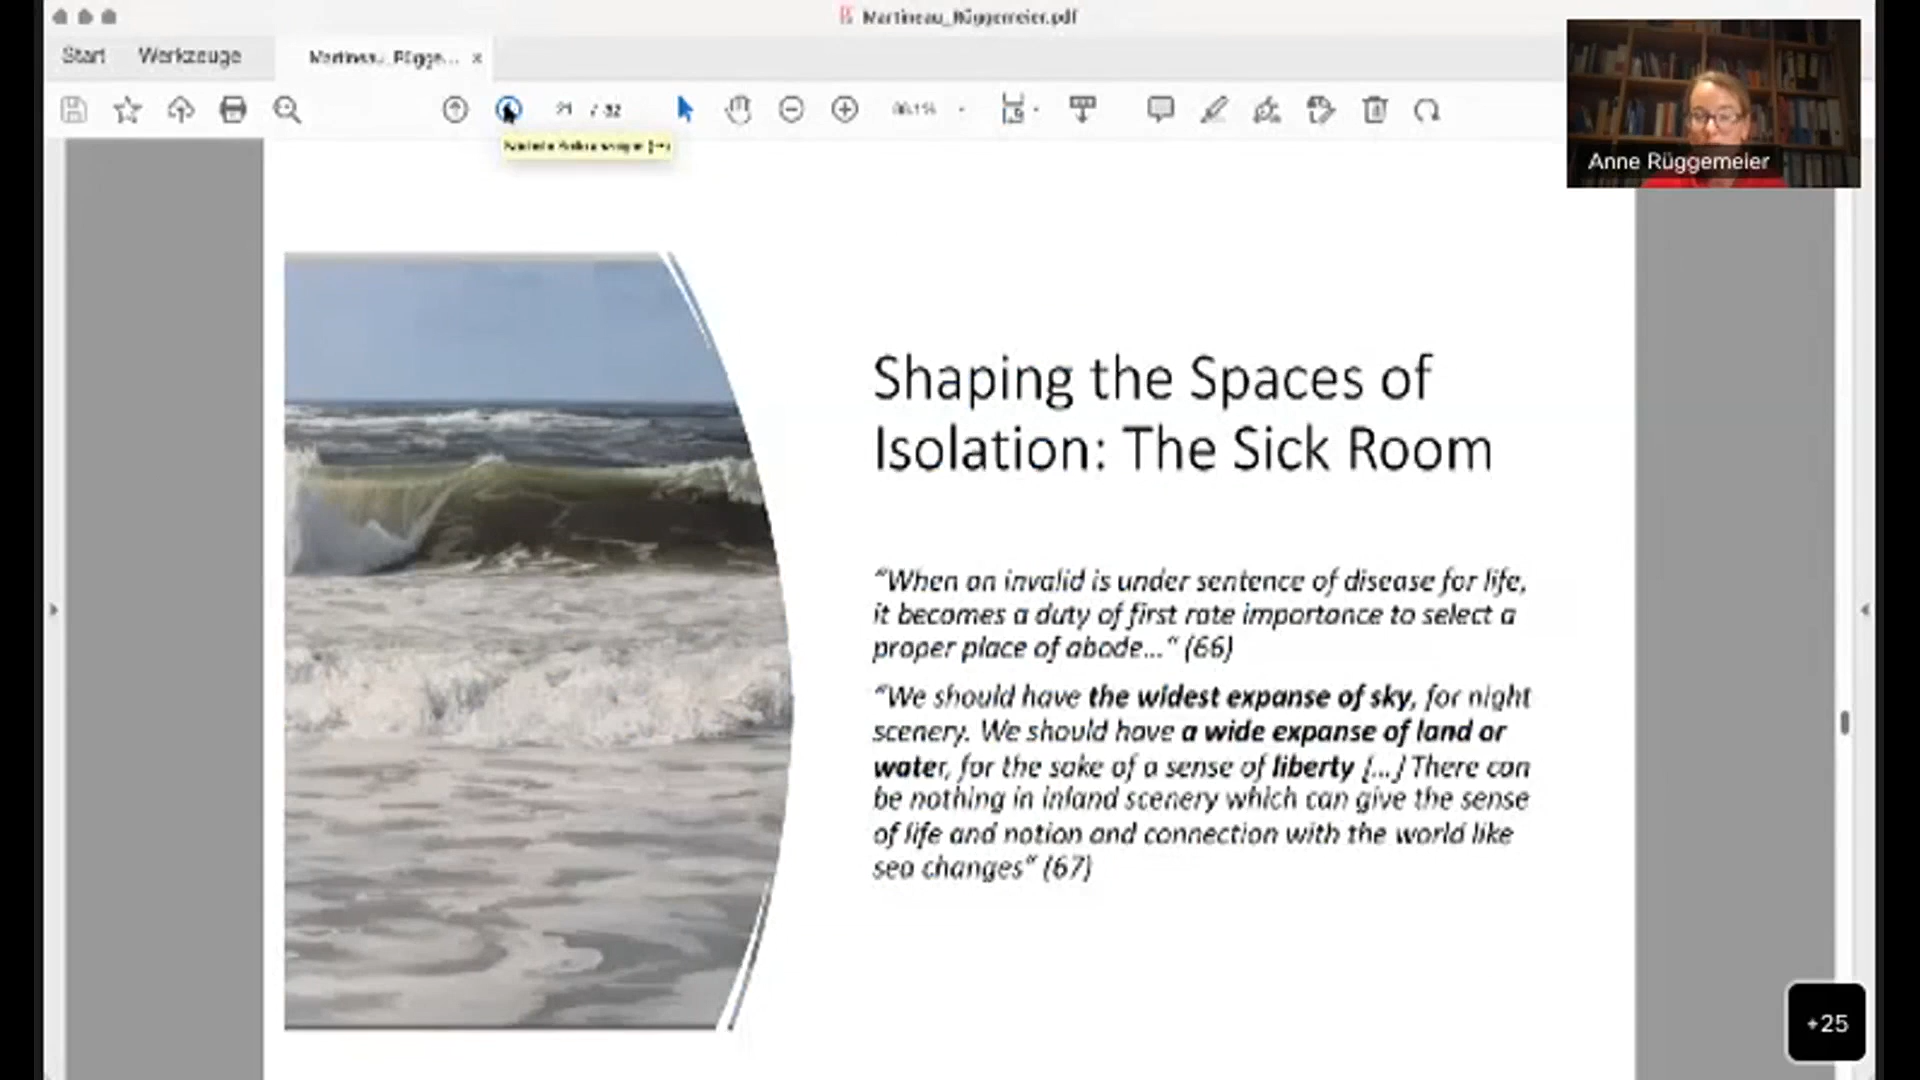 Martineau_Rüggemeier.pdf
Start
Werkzeuge
Martineau_Rügge... ×
21 / 32
Anne Rüggemeier
Shaping the Spaces of
Isolation: The Sick Room
“When an invalid is under sentence of disease for life,
it becomes a duty of first rate importance to select a
proper place of abode...“ (66)
“We should have the widest expanse of sky, for night
scenery. We should have a wide expanse of land or
water, for the sake of a sense of liberty [...] There can
be nothing in inland scenery which can give the sense
of life and notion and connection with the world like
sea changes“ (67)
+25